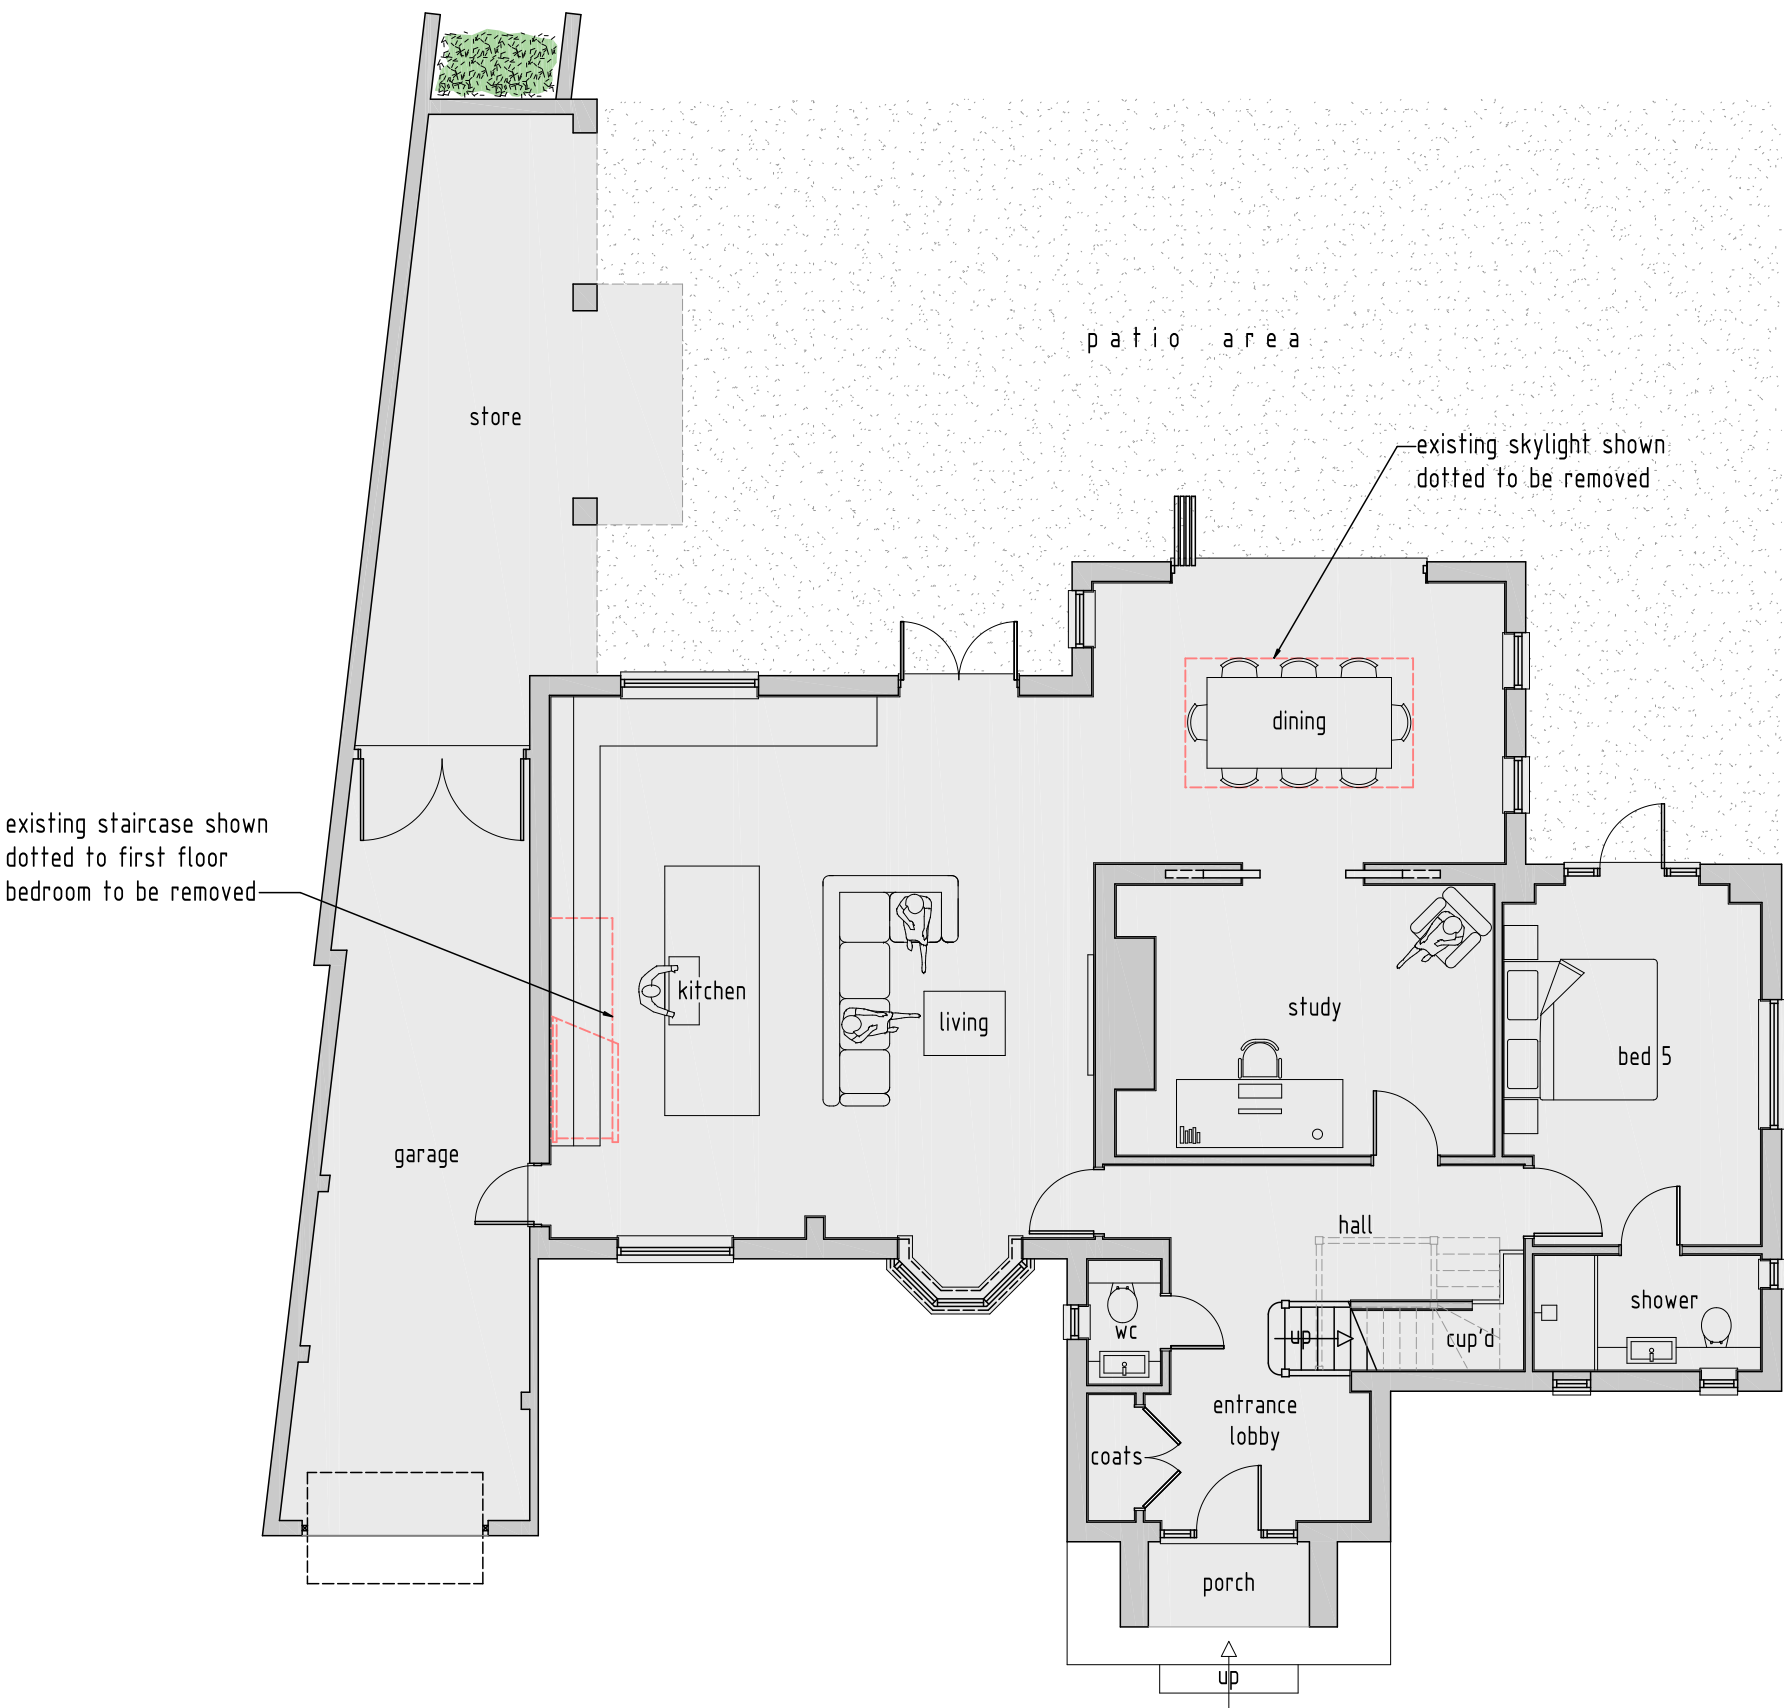 patio area
store
existing skylight shown
dotted to be removed
dining
existing staircase shown
dotted to first floor
bedroom to be removed
kitchen
living
study
bed 5
garage
hall
shower
wc
up
cup'd
entrance
lobby
coats
porch
up